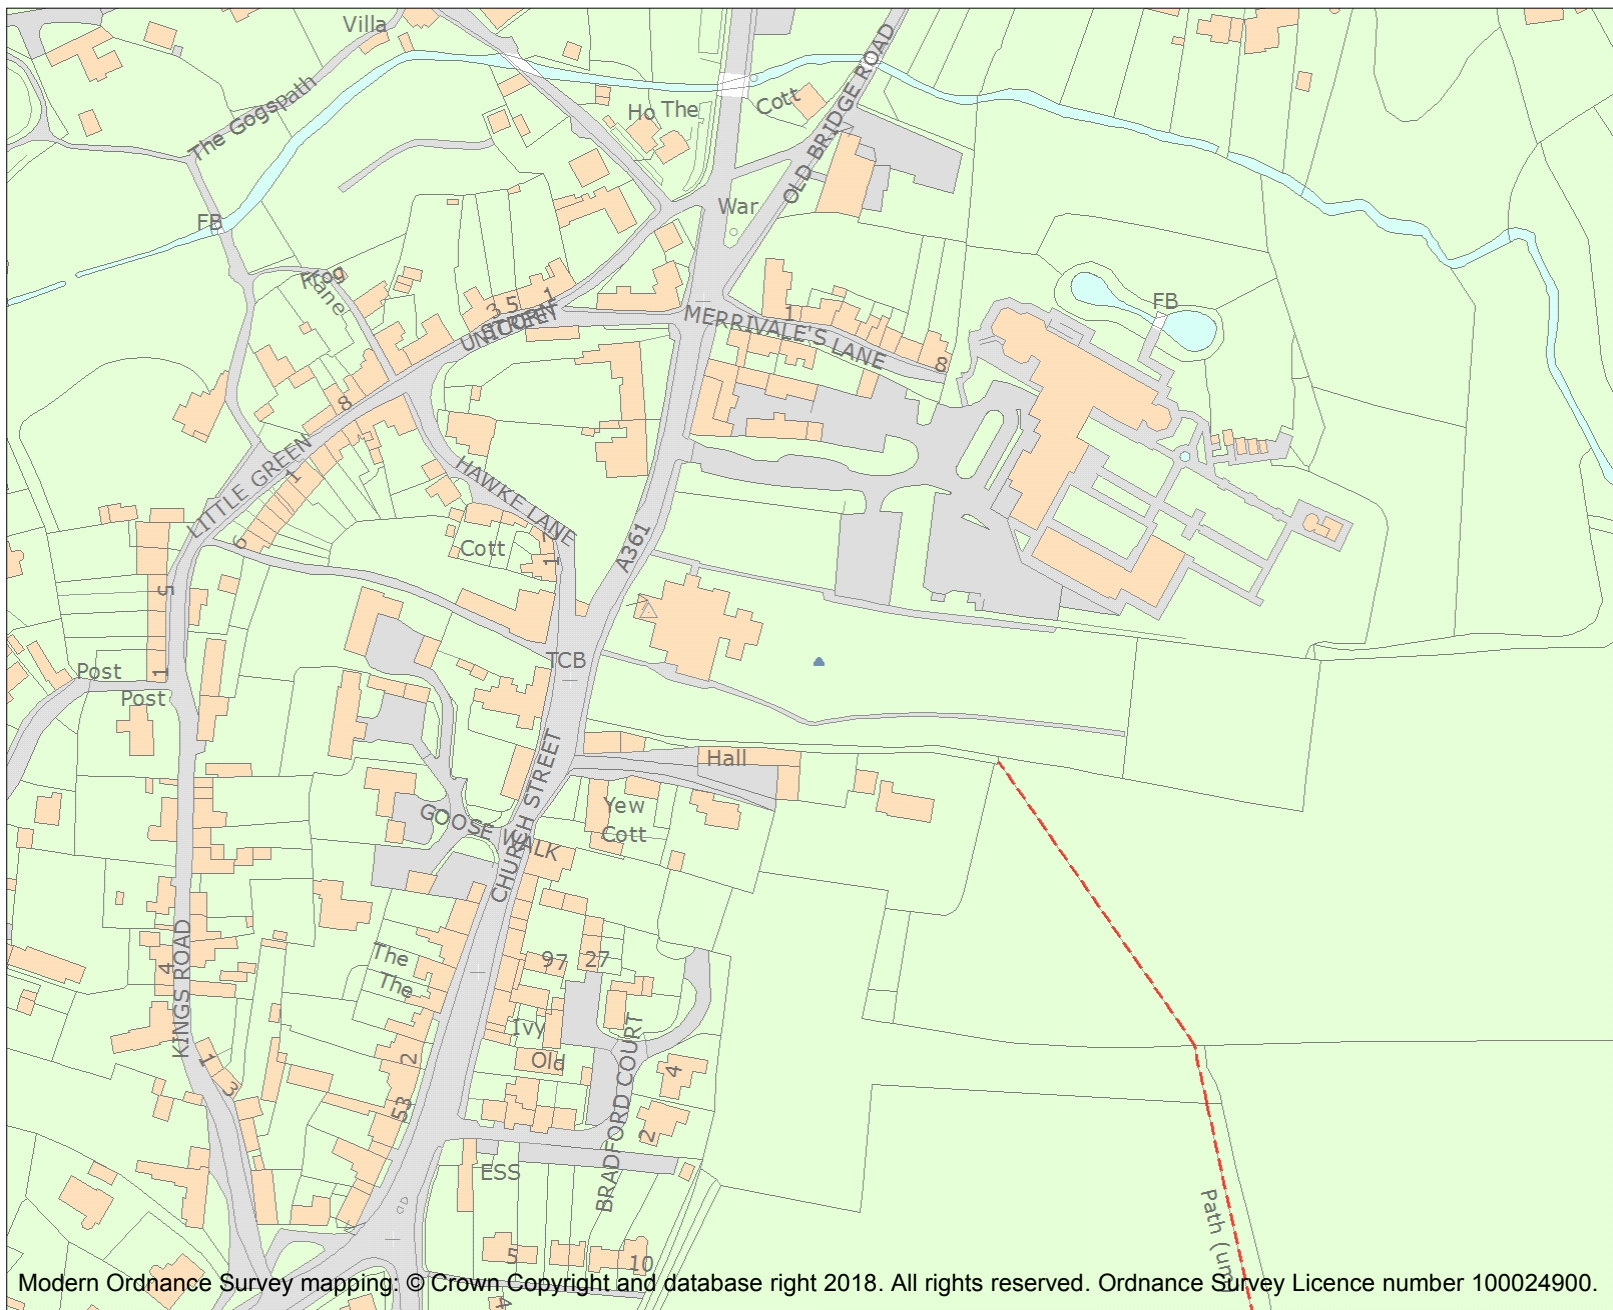 Villa
The Gogspath
Ho The
Cott
OLD BRIDGE ROAD
War
FB
Frog
Lane
3 5
1
UNICORN
STREET
MERRIVALE'S LANE
1
8
FB
8
LITTLE GREEN
1
6
HAWKE LANE
Cott
1
A361
5
1
TCB
Post
Post
Hall
CHURCH STREET
Yew
Cott
GOOSE WALK
KINGS ROAD
4
The
The
97
27
Ivy
Old
2
53
1
3
BRADFORD COURT
4
2
ESS
5
10
4
Path (um)
Modern Ordnance Survey mapping: © Crown Copyright and database right 2018. All rights reserved. Ordnance Survey Licence number 100024900.